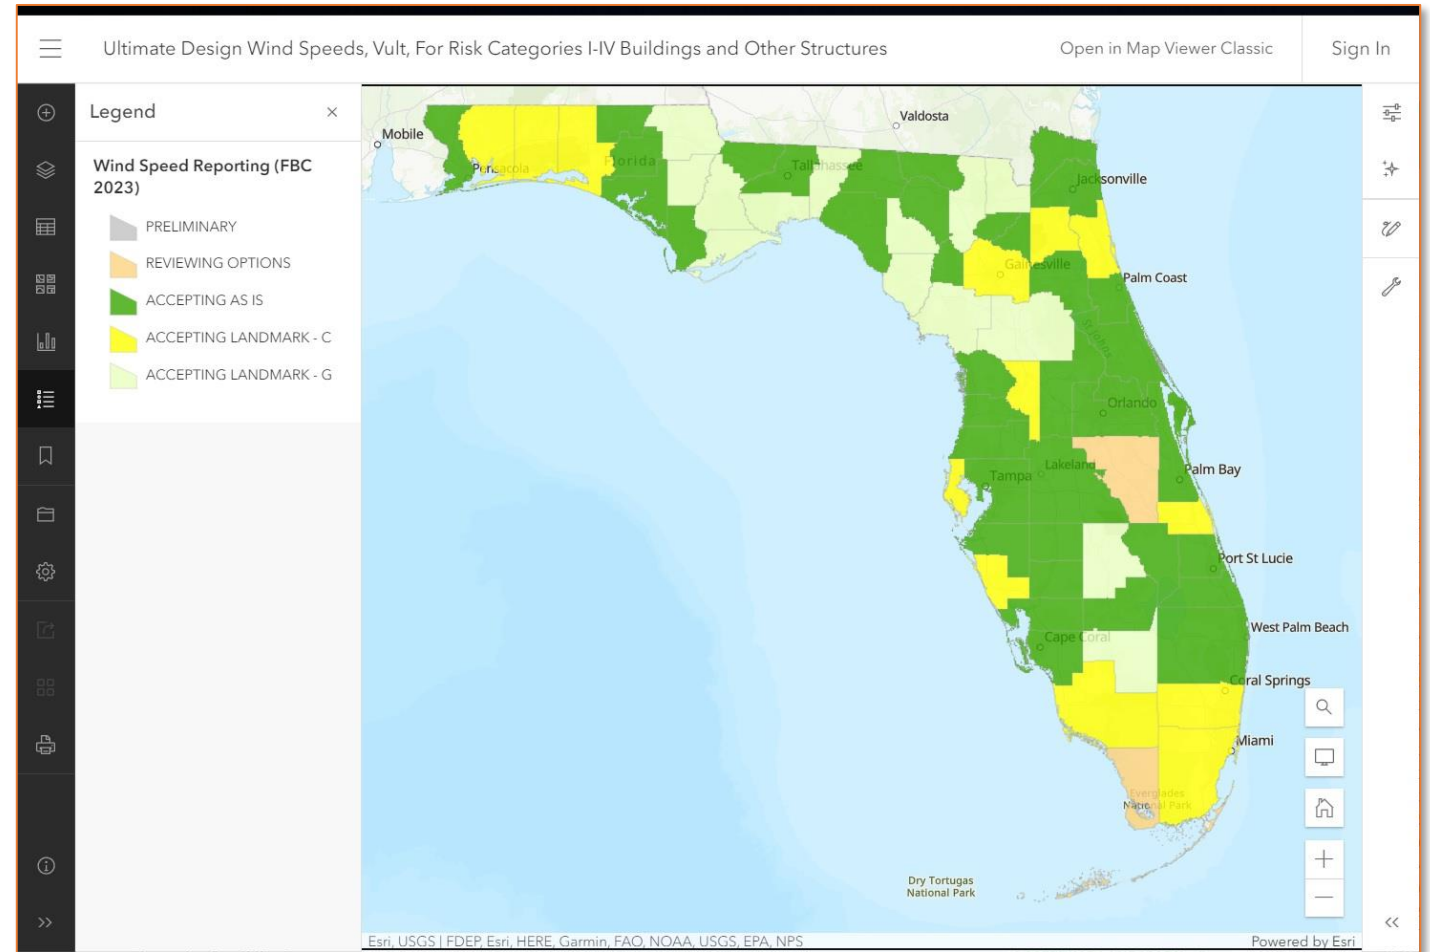 Ultimate Design Wind Speeds, Vult, For Risk Categories I-IV Buildings and Other Structures
Open in Map Viewer Classic
Sign In
Legend
Wind Speed Reporting (FBC
2023)
PRELIMINARY
REVIEWING OPTIONS
ACCEPTING AS IS
ACCEPTING LANDMARK - C
ACCEPTING LANDMARK - G
Valdosta
Mobile
Florida
Pensacola
Tallahassee
Jacksonville
Gainesville
Palm Coast
St Johns
Orlando
Lakeland
Palm Bay
Tampa
Port St Lucie
West Palm Beach
Cape Coral
Coral Springs
Miami
Everglades
National Park
Dry Tortugas
National Park
Esri, USGS | FDEP, Esri, HERE, Garmin, FAO, NOAA, USGS, EPA, NPS
Powered by Esri